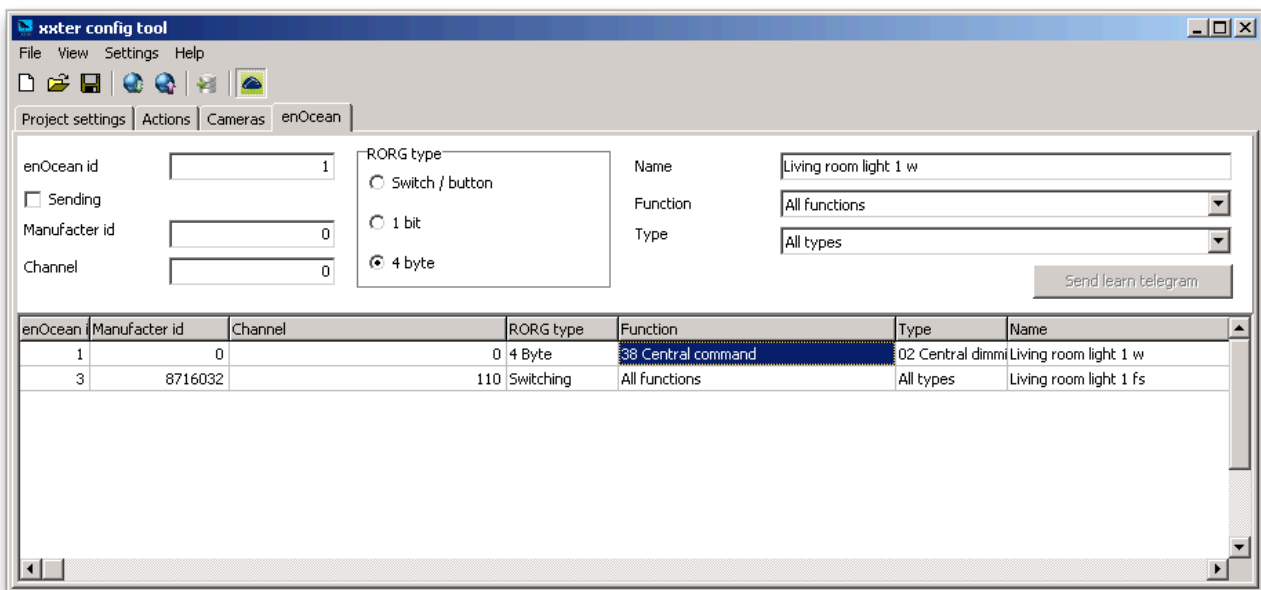 xxter config tool
File View Settings Help
Project settings Actions Cameras enOcean
enOcean id 1
Sending
Manufacter id 0
Channel 0
RORG type
Switch / button
1 bit
4 byte
Name Living room light 1 w
Function All functions
Type All types
Send learn telegram
enOcean i Manufacter id Channel RORG type Function Type Name
1 0 0 4 Byte 38 Central command 02 Central dimmi Living room light 1 w
3 8716032 110 Switching All functions All types Living room light 1 fs